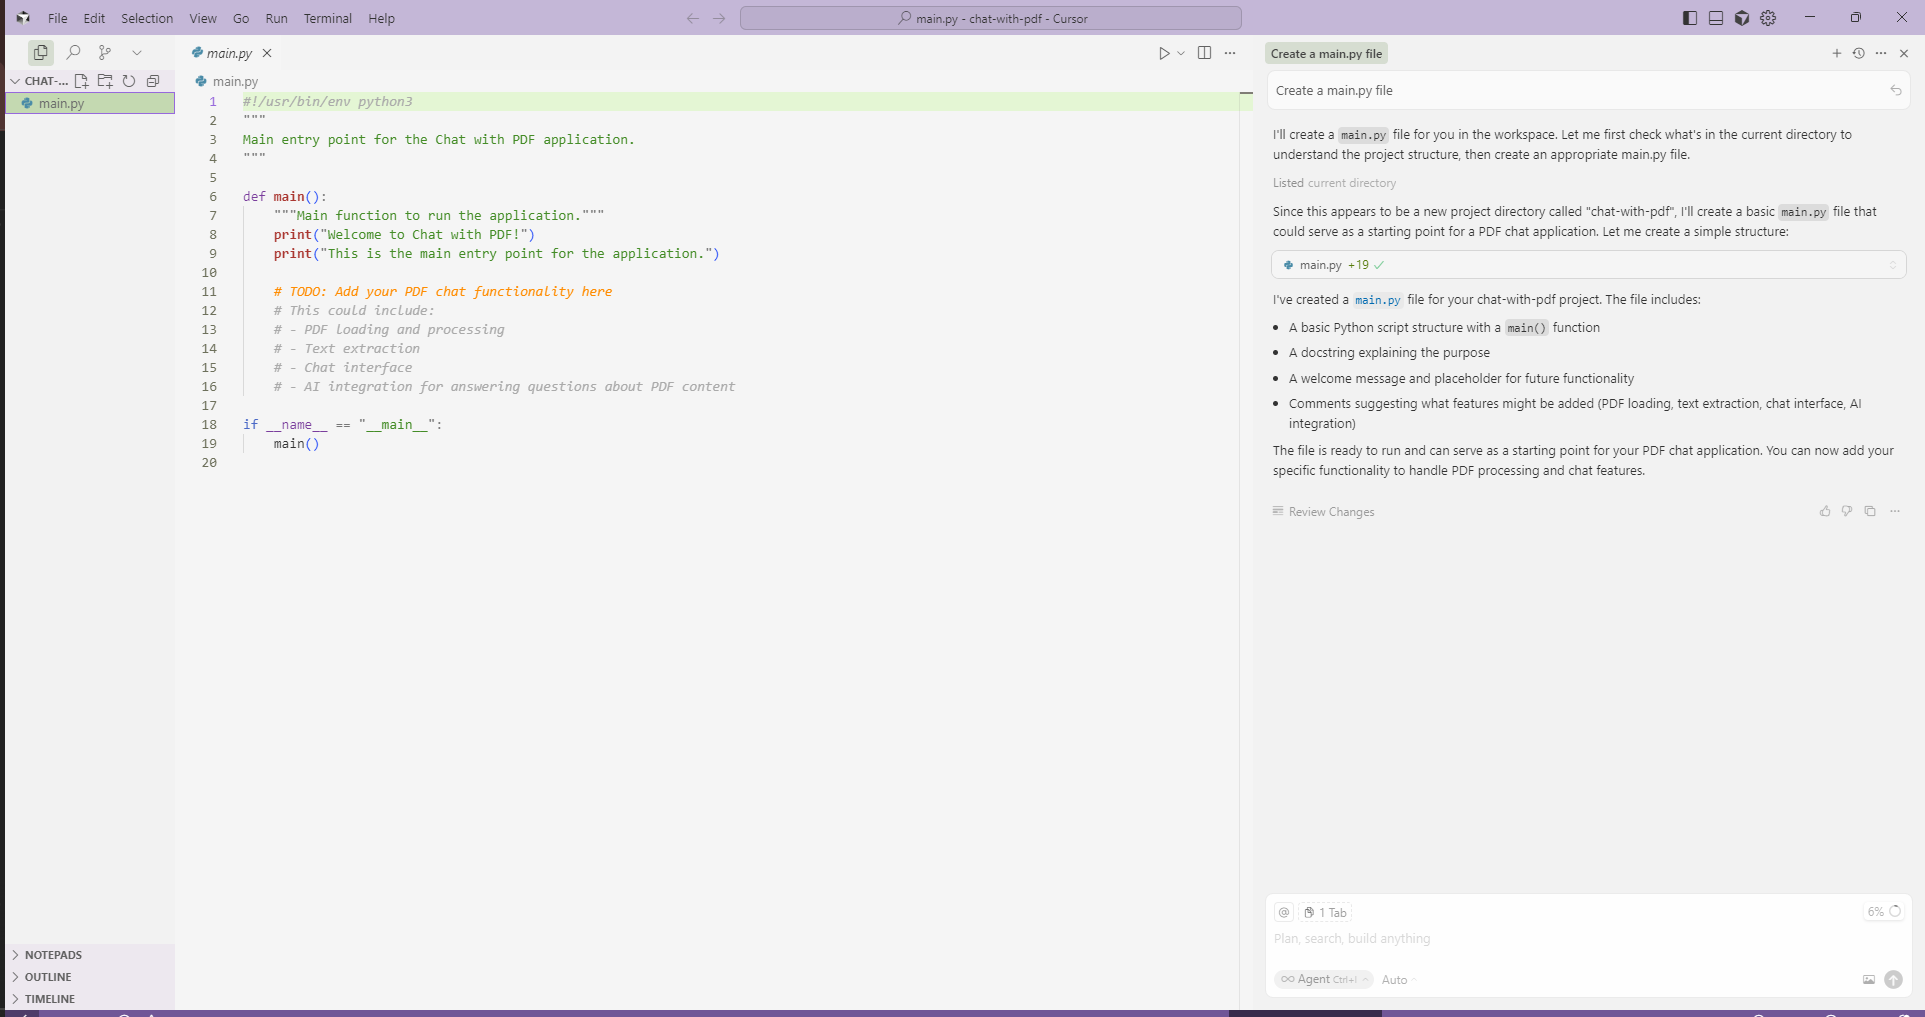 File Edit Selection View Go Run Terminal Help
main.py - chat-with-pdf - Cursor
CHAT-...
main.py
NOTEPADS
OUTLINE
TIMELINE
main.py
main.py
1 #!/usr/bin/env python3
2 """
3 Main entry point for the Chat with PDF application.
4 """
5
6 def main():
7 """Main function to run the application."""
8 print("Welcome to Chat with PDF!")
9 print("This is the main entry point for the application.")
10
11 # TODO: Add your PDF chat functionality here
12 # This could include:
13 # - PDF loading and processing
14 # - Text extraction
15 # - Chat interface
16 # - AI integration for answering questions about PDF content
17
18 if __name__ == "__main__":
19 main()
20
Create a main.py file
Create a main.py file
I'll create a main.py file for you in the workspace. Let me first check what's in the current directory to
understand the project structure, then create an appropriate main.py file.
Listed current directory
Since this appears to be a new project directory called "chat-with-pdf", I'll create a basic main.py file that
could serve as a starting point for a PDF chat application. Let me create a simple structure:
main.py +19
I've created a main.py file for your chat-with-pdf project. The file includes:
• A basic Python script structure with a main() function
• A docstring explaining the purpose
• A welcome message and placeholder for future functionality
• Comments suggesting what features might be added (PDF loading, text extraction, chat interface, AI
integration)
The file is ready to run and can serve as a starting point for your PDF chat application. You can now add your
specific functionality to handle PDF processing and chat features.
Review Changes
@ 1 Tab
6%
Plan, search, build anything
Agent Ctrl+I Auto